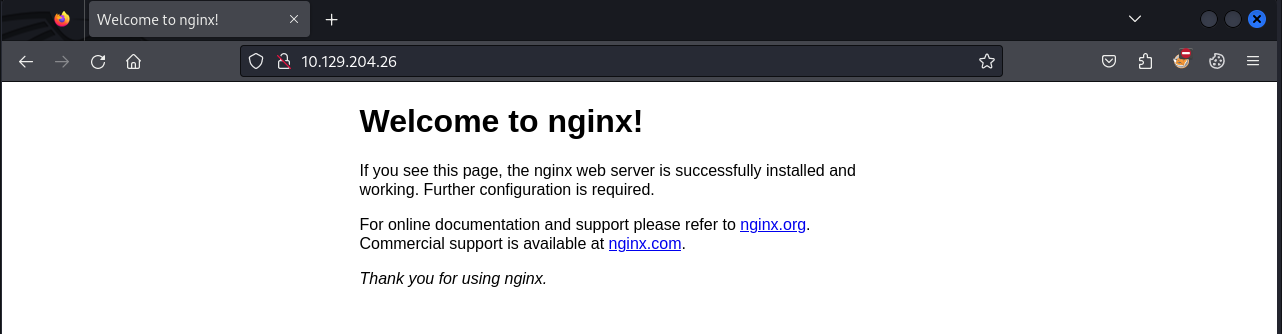 Welcome to nginx!
10.129.204.26
Welcome to nginx!
If you see this page, the nginx web server is successfully installed and
working. Further configuration is required.
For online documentation and support please refer to nginx.org.
Commercial support is available at nginx.com.
Thank you for using nginx.